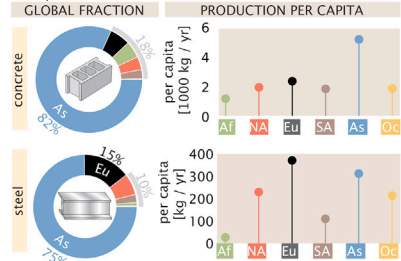 GLOBAL FRACTION
PRODUCTION PER CAPITA
concrete
18%
As
82%
per capita
[1000 kg / yr]
6
4
2
0
Af NA Eu SA As Oc
steel
15%
Eu
10%
As
75%
per capita
[kg / yr]
400
300
200
100
0
Af NA Eu SA As Oc